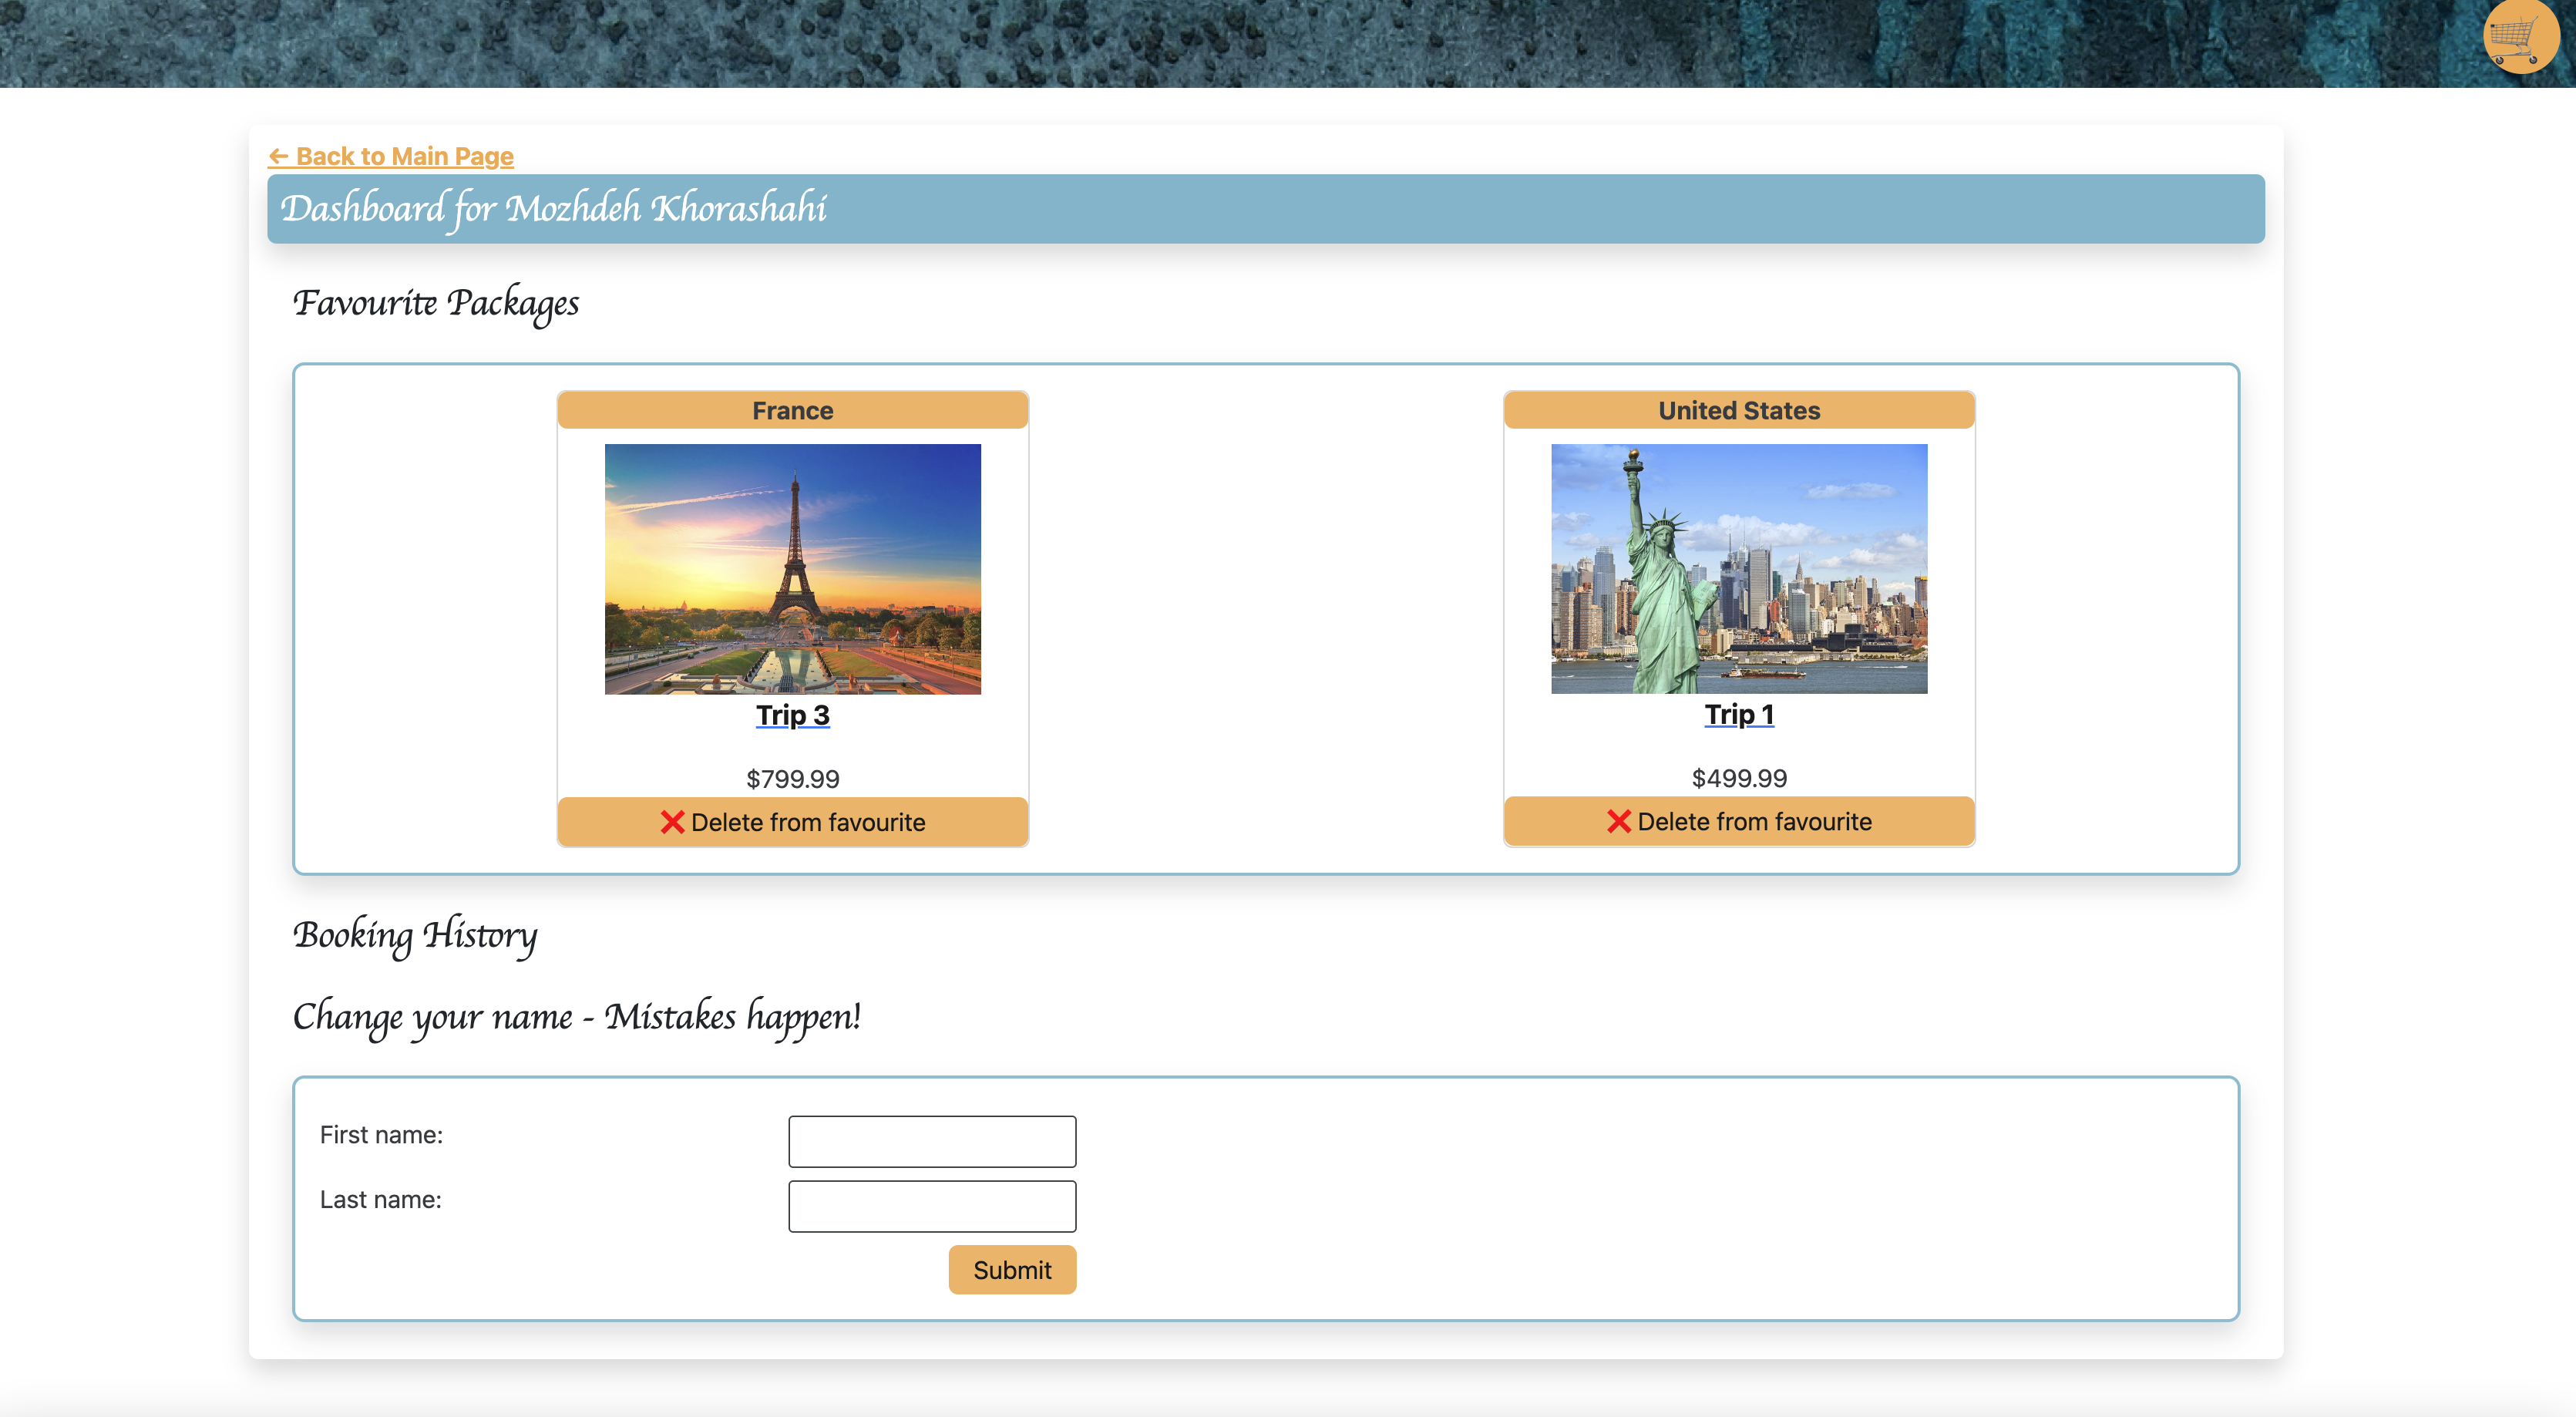 ← Back to Main Page
Dashboard for Mozhdeh Khorashahi
Favourite Packages
France
United States
Trip 3
Trip 1
$799.99
$499.99
❌ Delete from favourite
❌ Delete from favourite
Booking History
Change your name - Mistakes happen!
First name:
Last name:
Submit